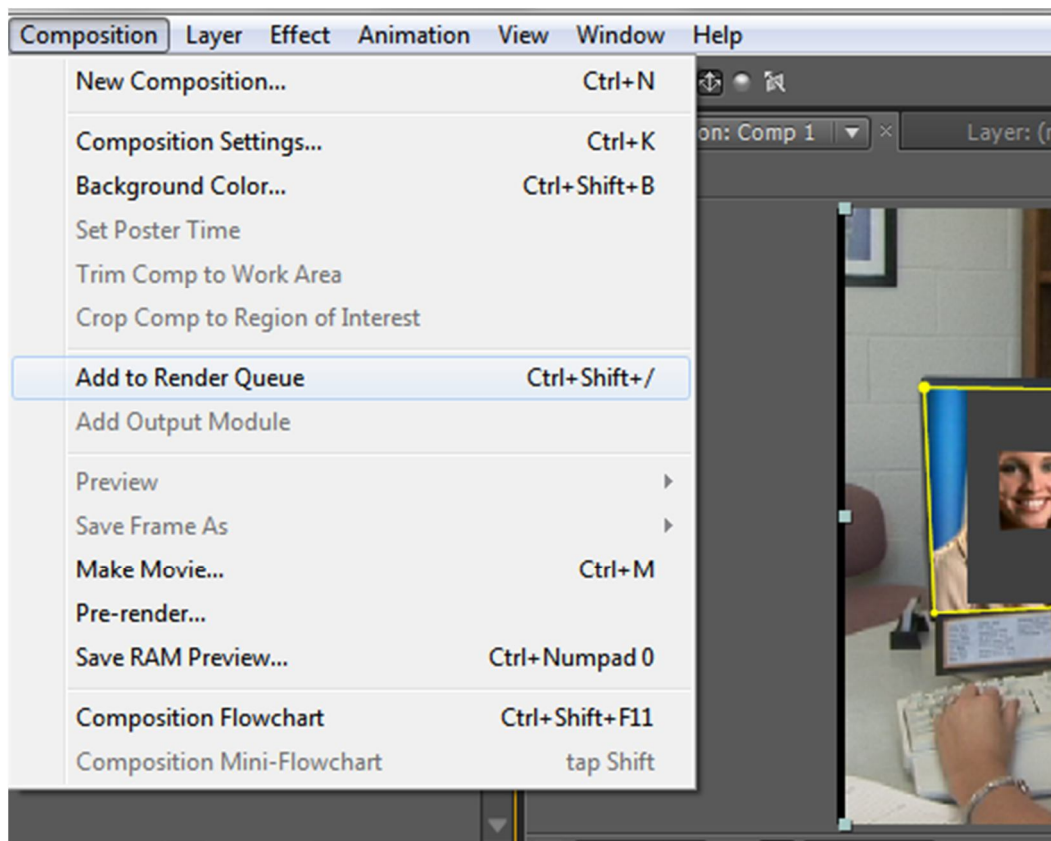 Composition Layer Effect Animation View Window Help
New Composition... Ctrl+N
Composition Settings... Ctrl+K
Background Color... Ctrl+Shift+B
Set Poster Time
Trim Comp to Work Area
Crop Comp to Region of Interest
Add to Render Queue Ctrl+Shift+/
Add Output Module
Preview
Save Frame As
Make Movie... Ctrl+M
Pre-render...
Save RAM Preview... Ctrl+Numpad 0
Composition Flowchart Ctrl+Shift+F11
Composition Mini-Flowchart tap Shift
on: Comp 1
Layer: (